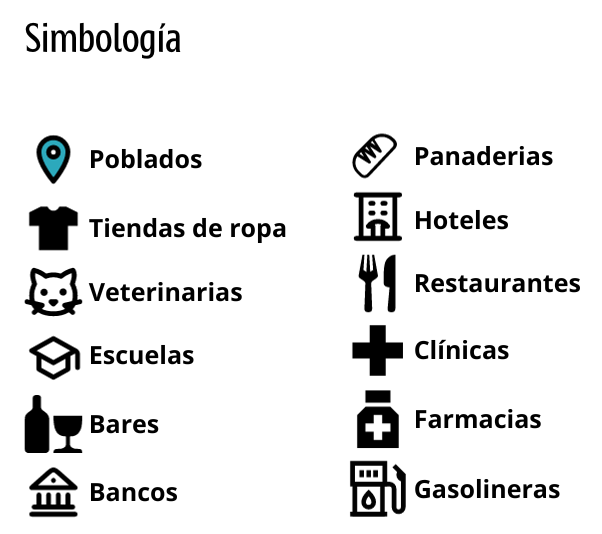 Simbología
Poblados
Tiendas de ropa
Veterinarias
Escuelas
Bares
Bancos
Panaderias
Hoteles
Restaurantes
Clínicas
Farmacias
Gasolineras